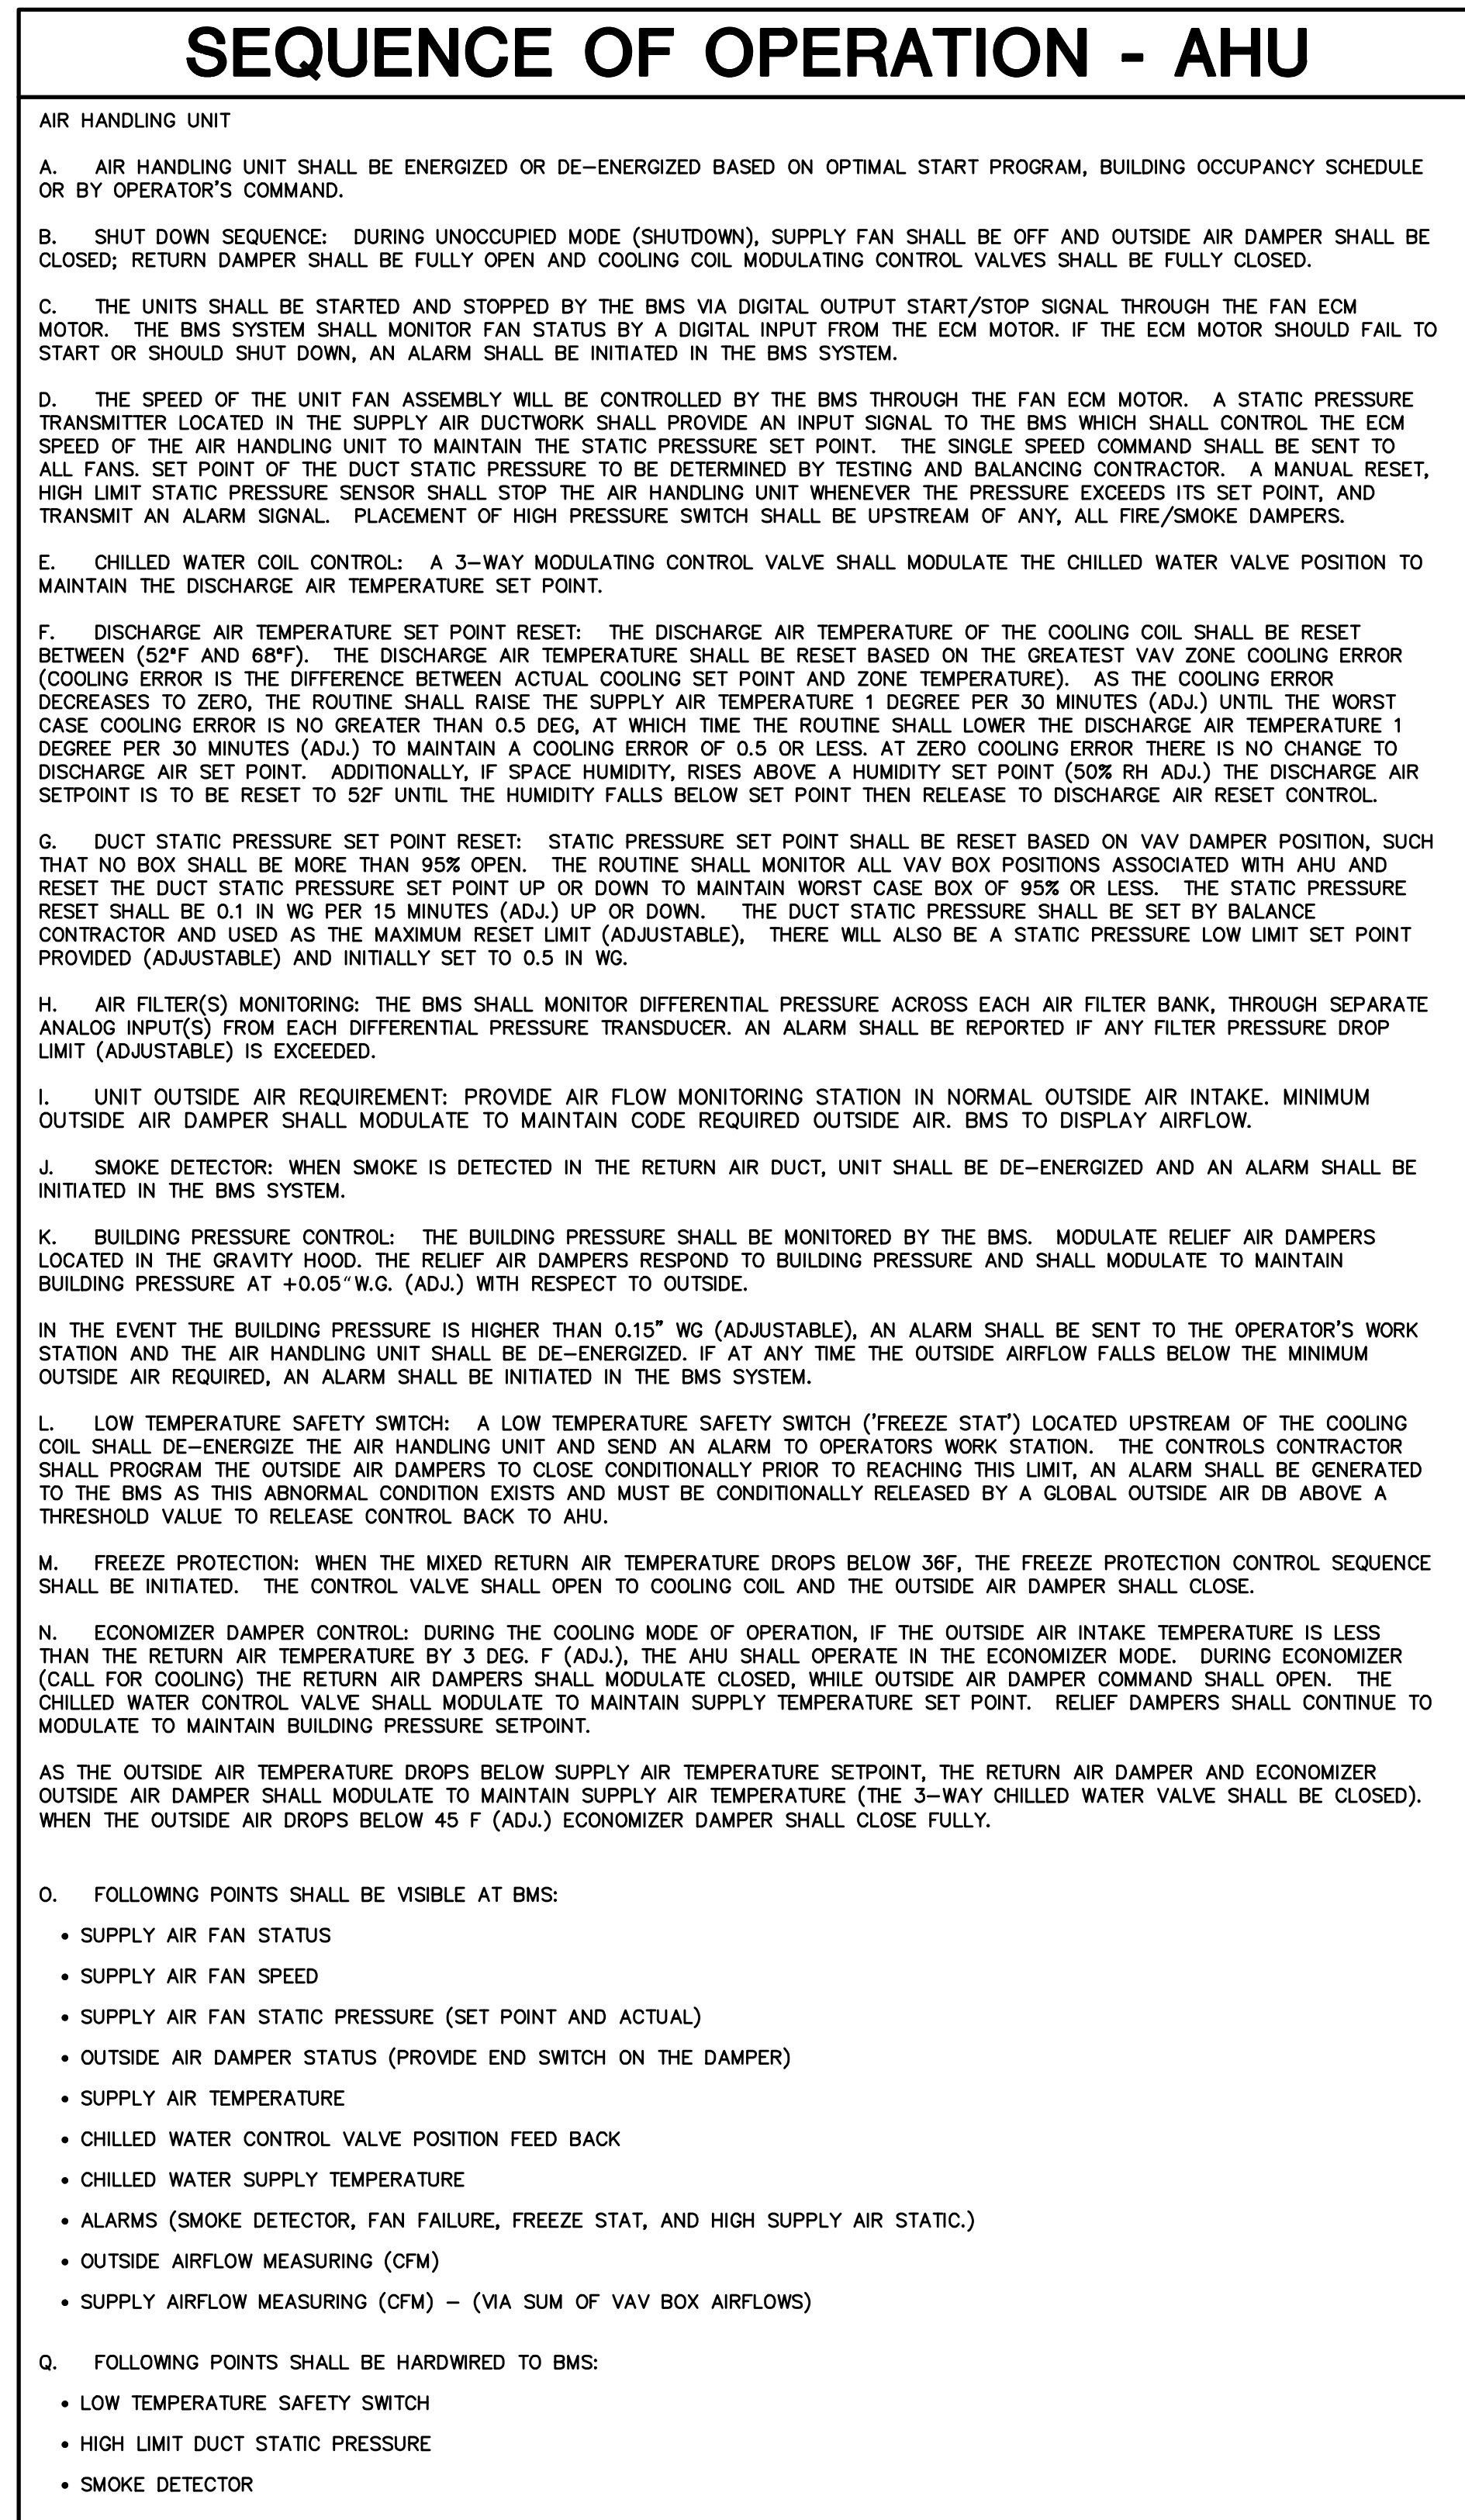 SEQUENCE OF OPERATION - AHU
AIR HANDLING UNIT
A. AIR HANDLING UNIT SHALL BE ENERGIZED OR DE-ENERGIZED BASED ON OPTIMAL START PROGRAM, BUILDING OCCUPANCY SCHEDULE
OR BY OPERATOR'S COMMAND.
B. SHUT DOWN SEQUENCE: DURING UNOCCUPIED MODE (SHUTDOWN), SUPPLY FAN SHALL BE OFF AND OUTSIDE AIR DAMPER SHALL BE
CLOSED; RETURN DAMPER SHALL BE FULLY OPEN AND COOLING COIL MODULATING CONTROL VALVES SHALL BE FULLY CLOSED.
C. THE UNITS SHALL BE STARTED AND STOPPED BY THE BMS VIA DIGITAL OUTPUT START/STOP SIGNAL THROUGH THE FAN ECM
MOTOR. THE BMS SYSTEM SHALL MONITOR FAN STATUS BY A DIGITAL INPUT FROM THE ECM MOTOR. IF THE ECM MOTOR SHOULD FAIL TO
START OR SHOULD SHUT DOWN, AN ALARM SHALL BE INITIATED IN THE BMS SYSTEM.
D. THE SPEED OF THE UNIT FAN ASSEMBLY WILL BE CONTROLLED BY THE BMS THROUGH THE FAN ECM MOTOR. A STATIC PRESSURE
TRANSMITTER LOCATED IN THE SUPPLY AIR DUCTWORK SHALL PROVIDE AN INPUT SIGNAL TO THE BMS WHICH SHALL CONTROL THE ECM
SPEED OF THE AIR HANDLING UNIT TO MAINTAIN THE STATIC PRESSURE SET POINT. THE SINGLE SPEED COMMAND SHALL BE SENT TO
ALL FANS. SET POINT OF THE DUCT STATIC PRESSURE TO BE DETERMINED BY TESTING AND BALANCING CONTRACTOR. A MANUAL RESET,
HIGH LIMIT STATIC PRESSURE SENSOR SHALL STOP THE AIR HANDLING UNIT WHENEVER THE PRESSURE EXCEEDS ITS SET POINT, AND
TRANSMIT AN ALARM SIGNAL. PLACEMENT OF HIGH PRESSURE SWITCH SHALL BE UPSTREAM OF ANY, ALL FIRE/SMOKE DAMPERS.
E. CHILLED WATER COIL CONTROL: A 3-WAY MODULATING CONTROL VALVE SHALL MODULATE THE CHILLED WATER VALVE POSITION TO
MAINTAIN THE DISCHARGE AIR TEMPERATURE SET POINT.
F. DISCHARGE AIR TEMPERATURE SET POINT RESET: THE DISCHARGE AIR TEMPERATURE OF THE COOLING COIL SHALL BE RESET
BETWEEN (52°F AND 68°F). THE DISCHARGE AIR TEMPERATURE SHALL BE RESET BASED ON THE GREATEST VAV ZONE COOLING ERROR
(COOLING ERROR IS THE DIFFERENCE BETWEEN ACTUAL COOLING SET POINT AND ZONE TEMPERATURE). AS THE COOLING ERROR
DECREASES TO ZERO, THE ROUTINE SHALL RAISE THE SUPPLY AIR TEMPERATURE 1 DEGREE PER 30 MINUTES (ADJ.) UNTIL THE WORST
CASE COOLING ERROR IS NO GREATER THAN 0.5 DEG, AT WHICH TIME THE ROUTINE SHALL LOWER THE DISCHARGE AIR TEMPERATURE 1
DEGREE PER 30 MINUTES (ADJ.) TO MAINTAIN A COOLING ERROR OF 0.5 OR LESS. AT ZERO COOLING ERROR THERE IS NO CHANGE TO
DISCHARGE AIR SET POINT. ADDITIONALLY, IF SPACE HUMIDITY, RISES ABOVE A HUMIDITY SET POINT (50% RH ADJ.) THE DISCHARGE AIR
SETPOINT IS TO BE RESET TO 52F UNTIL THE HUMIDITY FALLS BELOW SET POINT THEN RELEASE TO DISCHARGE AIR RESET CONTROL.
G. DUCT STATIC PRESSURE SET POINT RESET: STATIC PRESSURE SET POINT SHALL BE RESET BASED ON VAV DAMPER POSITION, SUCH
THAT NO BOX SHALL BE MORE THAN 95% OPEN. THE ROUTINE SHALL MONITOR ALL VAV BOX POSITIONS ASSOCIATED WITH AHU AND
RESET THE DUCT STATIC PRESSURE SET POINT UP OR DOWN TO MAINTAIN WORST CASE BOX OF 95% OR LESS. THE STATIC PRESSURE
RESET SHALL BE 0.1 IN WG PER 15 MINUTES (ADJ.) UP OR DOWN. THE DUCT STATIC PRESSURE SHALL BE SET BY BALANCE
CONTRACTOR AND USED AS THE MAXIMUM RESET LIMIT (ADJUSTABLE), THERE WILL ALSO BE A STATIC PRESSURE LOW LIMIT SET POINT
PROVIDED (ADJUSTABLE) AND INITIALLY SET TO 0.5 IN WG.
H. AIR FILTER(S) MONITORING: THE BMS SHALL MONITOR DIFFERENTIAL PRESSURE ACROSS EACH AIR FILTER BANK, THROUGH SEPARATE
ANALOG INPUT(S) FROM EACH DIFFERENTIAL PRESSURE TRANSDUCER. AN ALARM SHALL BE REPORTED IF ANY FILTER PRESSURE DROP
LIMIT (ADJUSTABLE) IS EXCEEDED.
I. UNIT OUTSIDE AIR REQUIREMENT: PROVIDE AIR FLOW MONITORING STATION IN NORMAL OUTSIDE AIR INTAKE. MINIMUM
OUTSIDE AIR DAMPER SHALL MODULATE TO MAINTAIN CODE REQUIRED OUTSIDE AIR. BMS TO DISPLAY AIRFLOW.
J. SMOKE DETECTOR: WHEN SMOKE IS DETECTED IN THE RETURN AIR DUCT, UNIT SHALL BE DE-ENERGIZED AND AN ALARM SHALL BE
INITIATED IN THE BMS SYSTEM.
K. BUILDING PRESSURE CONTROL: THE BUILDING PRESSURE SHALL BE MONITORED BY THE BMS. MODULATE RELIEF AIR DAMPERS
LOCATED IN THE GRAVITY HOOD. THE RELIEF AIR DAMPERS RESPOND TO BUILDING PRESSURE AND SHALL MODULATE TO MAINTAIN
BUILDING PRESSURE AT +0.05"W.G. (ADJ.) WITH RESPECT TO OUTSIDE.
IN THE EVENT THE BUILDING PRESSURE IS HIGHER THAN 0.15" WG (ADJUSTABLE), AN ALARM SHALL BE SENT TO THE OPERATOR'S WORK
STATION AND THE AIR HANDLING UNIT SHALL BE DE-ENERGIZED. IF AT ANY TIME THE OUTSIDE AIRFLOW FALLS BELOW THE MINIMUM
OUTSIDE AIR REQUIRED, AN ALARM SHALL BE INITIATED IN THE BMS SYSTEM.
L. LOW TEMPERATURE SAFETY SWITCH: A LOW TEMPERATURE SAFETY SWITCH ('FREEZE STAT') LOCATED UPSTREAM OF THE COOLING
COIL SHALL DE-ENERGIZE THE AIR HANDLING UNIT AND SEND AN ALARM TO OPERATORS WORK STATION. THE CONTROLS CONTRACTOR
SHALL PROGRAM THE OUTSIDE AIR DAMPERS TO CLOSE CONDITIONALLY PRIOR TO REACHING THIS LIMIT, AN ALARM SHALL BE GENERATED
TO THE BMS AS THIS ABNORMAL CONDITION EXISTS AND MUST BE CONDITIONALLY RELEASED BY A GLOBAL OUTSIDE AIR DB ABOVE A
THRESHOLD VALUE TO RELEASE CONTROL BACK TO AHU.
M. FREEZE PROTECTION: WHEN THE MIXED RETURN AIR TEMPERATURE DROPS BELOW 36F, THE FREEZE PROTECTION CONTROL SEQUENCE
SHALL BE INITIATED. THE CONTROL VALVE SHALL OPEN TO COOLING COIL AND THE OUTSIDE AIR DAMPER SHALL CLOSE.
N. ECONOMIZER DAMPER CONTROL: DURING THE COOLING MODE OF OPERATION, IF THE OUTSIDE AIR INTAKE TEMPERATURE IS LESS
THAN THE RETURN AIR TEMPERATURE BY 3 DEG. F (ADJ.), THE AHU SHALL OPERATE IN THE ECONOMIZER MODE. DURING ECONOMIZER
(CALL FOR COOLING) THE RETURN AIR DAMPERS SHALL MODULATE CLOSED, WHILE OUTSIDE AIR DAMPER COMMAND SHALL OPEN. THE
CHILLED WATER CONTROL VALVE SHALL MODULATE TO MAINTAIN SUPPLY TEMPERATURE SET POINT. RELIEF DAMPERS SHALL CONTINUE TO
MODULATE TO MAINTAIN BUILDING PRESSURE SETPOINT.
AS THE OUTSIDE AIR TEMPERATURE DROPS BELOW SUPPLY AIR TEMPERATURE SETPOINT, THE RETURN AIR DAMPER AND ECONOMIZER
OUTSIDE AIR DAMPER SHALL MODULATE TO MAINTAIN SUPPLY AIR TEMPERATURE (THE 3-WAY CHILLED WATER VALVE SHALL BE CLOSED).
WHEN THE OUTSIDE AIR DROPS BELOW 45 F (ADJ.) ECONOMIZER DAMPER SHALL CLOSE FULLY.
O. FOLLOWING POINTS SHALL BE VISIBLE AT BMS:
• SUPPLY AIR FAN STATUS
• SUPPLY AIR FAN SPEED
• SUPPLY AIR FAN STATIC PRESSURE (SET POINT AND ACTUAL)
• OUTSIDE AIR DAMPER STATUS (PROVIDE END SWITCH ON THE DAMPER)
• SUPPLY AIR TEMPERATURE
• CHILLED WATER CONTROL VALVE POSITION FEED BACK
• CHILLED WATER SUPPLY TEMPERATURE
• ALARMS (SMOKE DETECTOR, FAN FAILURE, FREEZE STAT, AND HIGH SUPPLY AIR STATIC.)
• OUTSIDE AIRFLOW MEASURING (CFM)
• SUPPLY AIRFLOW MEASURING (CFM) - (VIA SUM OF VAV BOX AIRFLOWS)
Q. FOLLOWING POINTS SHALL BE HARDWIRED TO BMS:
• LOW TEMPERATURE SAFETY SWITCH
• HIGH LIMIT DUCT STATIC PRESSURE
• SMOKE DETECTOR